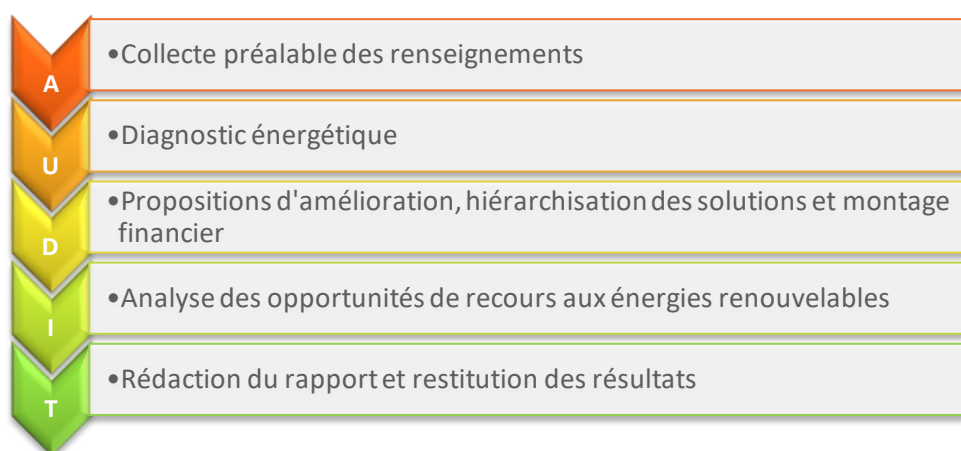 A
•Collecte préalable des renseignements
U
•Diagnostic énergétique
D
•Propositions d'amélioration, hiérarchisation des solutions et montage
financier
I
•Analyse des opportunités de recours aux énergies renouvelables
T
•Rédaction du rapport et restitution des résultats